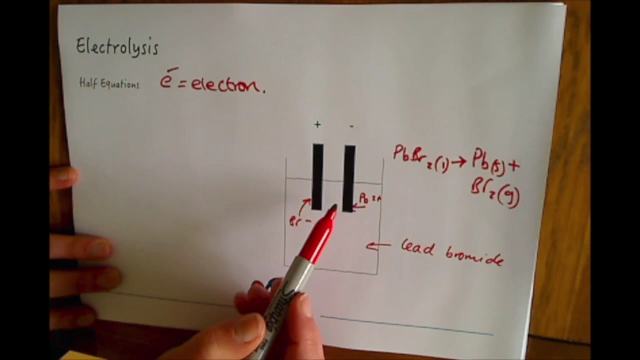 Electrolysis
Half Equations e⁻ = electron.
+ -
PbBr₂(l) → Pb(s) +
Br₂(g)
Br - Pb 2+
lead bromide